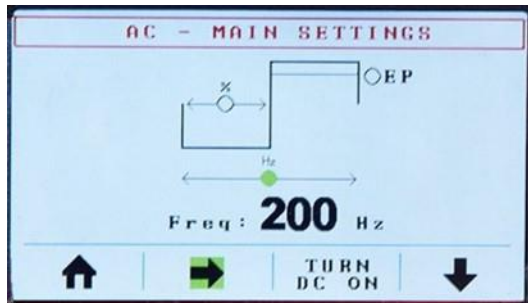 AC - MAIN SETTINGS
%
EP
Hz
Freq: 200 Hz
TURN
DC ON